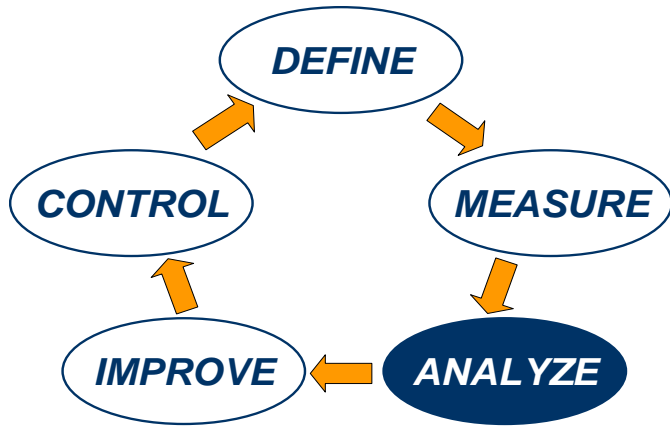 DEFINE
MEASURE
ANALYZE
IMPROVE
CONTROL